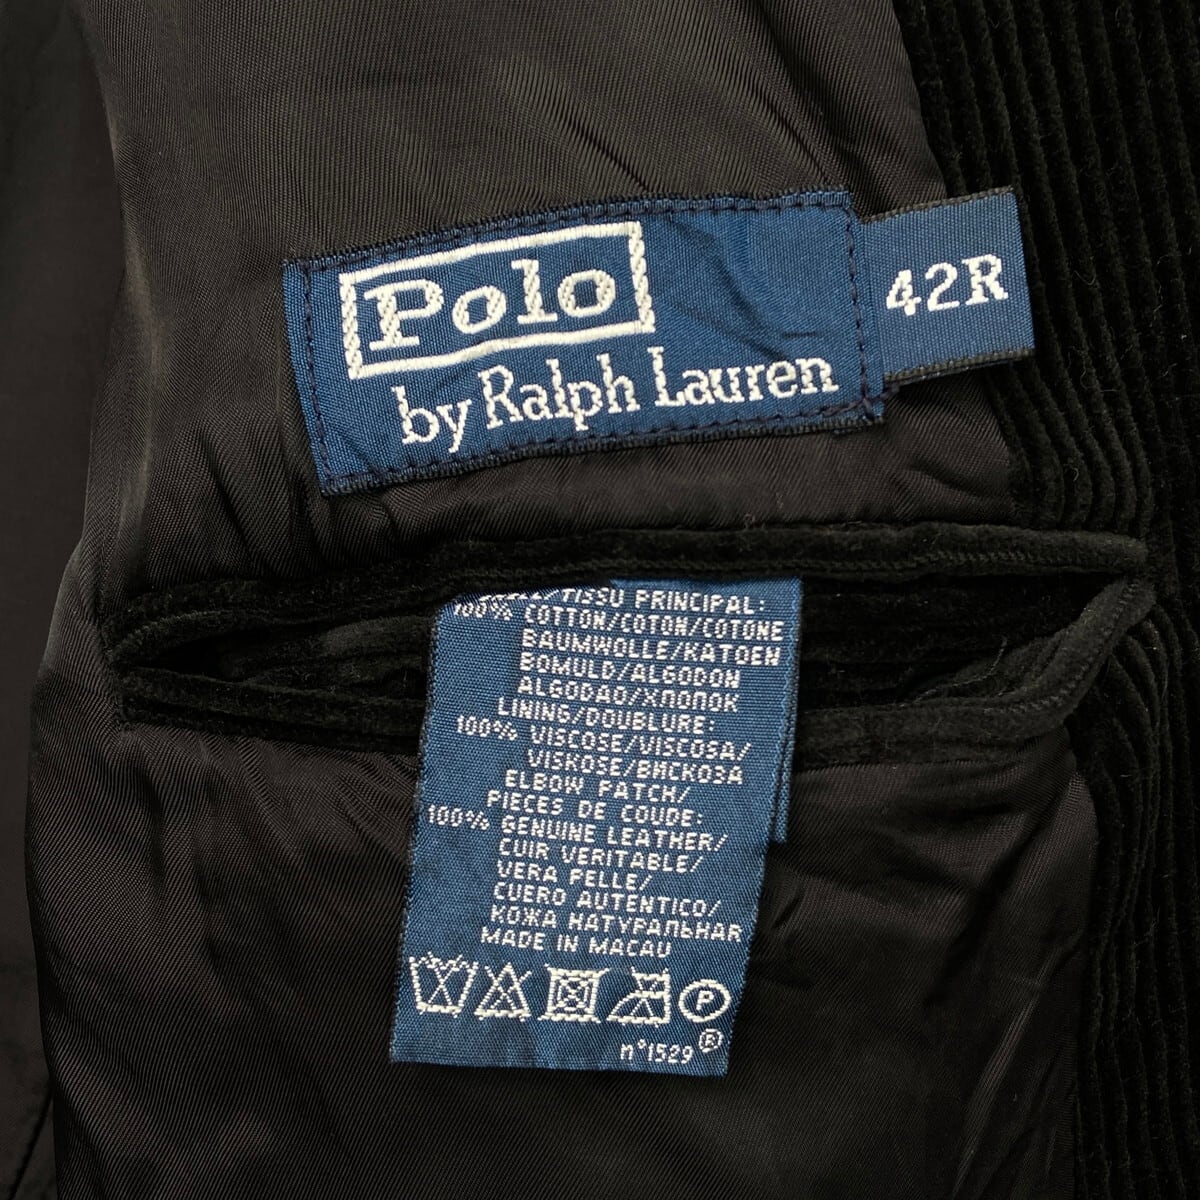 Polo
by Ralph Lauren
42R
/TISSU PRINCIPAL:
100% COTTON/COTON/COTONE
BAUMWOLLE/KATOEN
BOMULD/ALGODON
ALGODAO/ХЛОПОК
LINING/DOUBLURE:
100% VISCOSE/VISCOSA/
VISKOSE/ВИСКОЗА
ELBOW PATCH/
PIECES DE COUDE:
100% GENUINE LEATHER/
CUIR VERITABLE/
VERA PELLE/
CUERO AUTENTICO/
КОЖА НАТУРАЛЬНАЯ
MADE IN MACAU
P
n°1529 ®